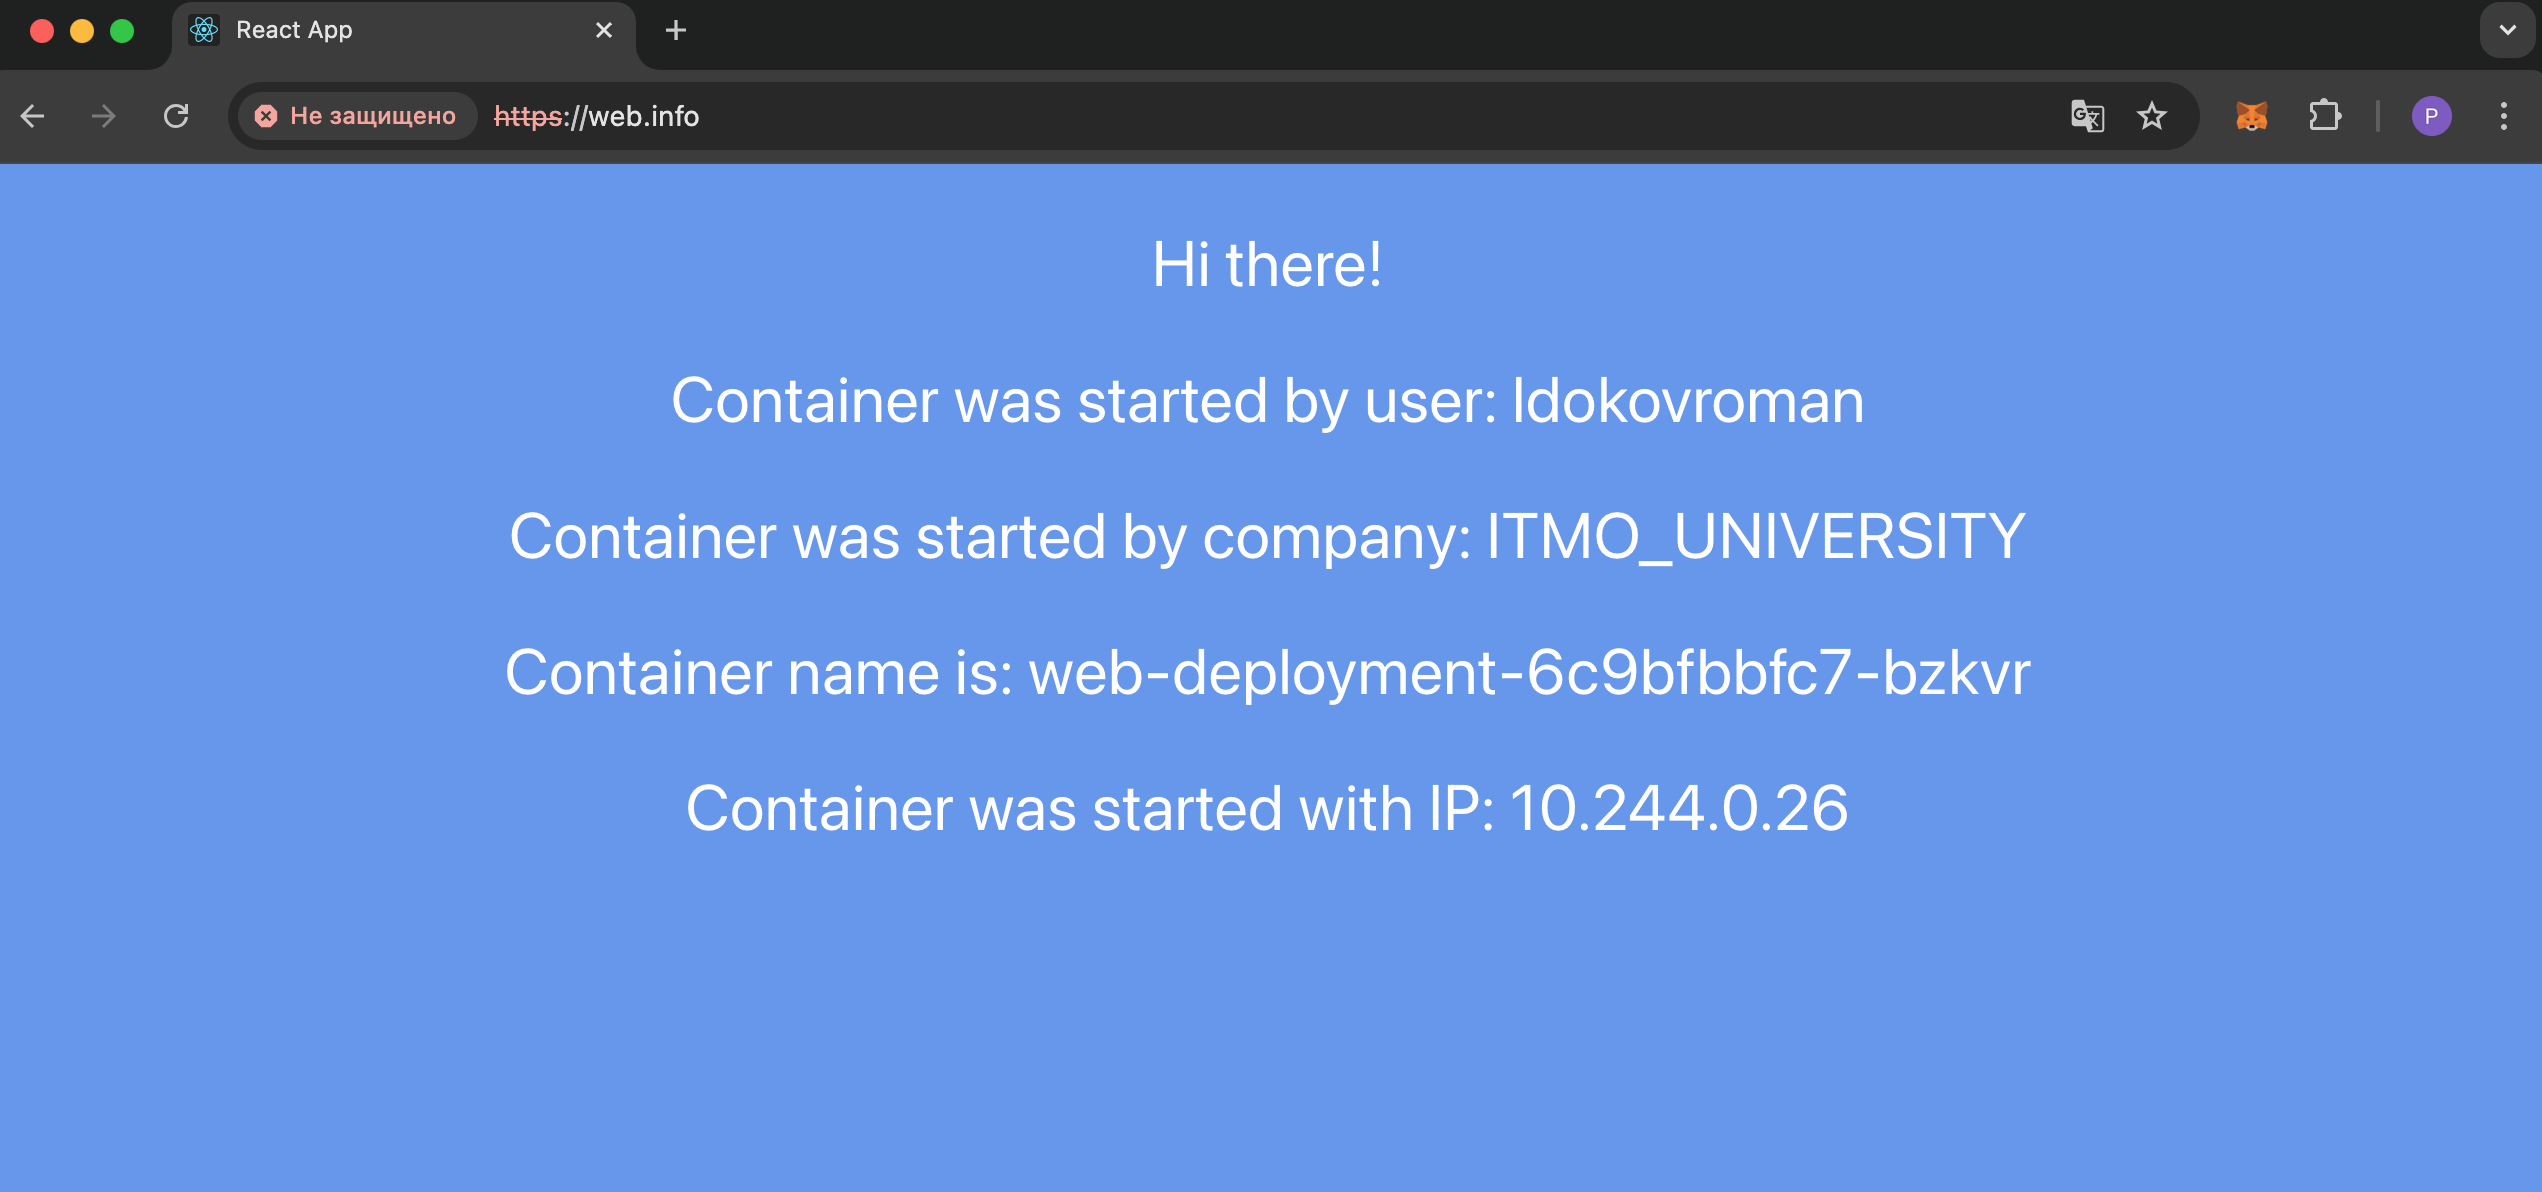 React App
Не защищено https://web.info
P
Hi there!
Container was started by user: ldokovroman
Container was started by company: ITMO_UNIVERSITY
Container name is: web-deployment-6c9bfbbfc7-bzkvr
Container was started with IP: 10.244.0.26